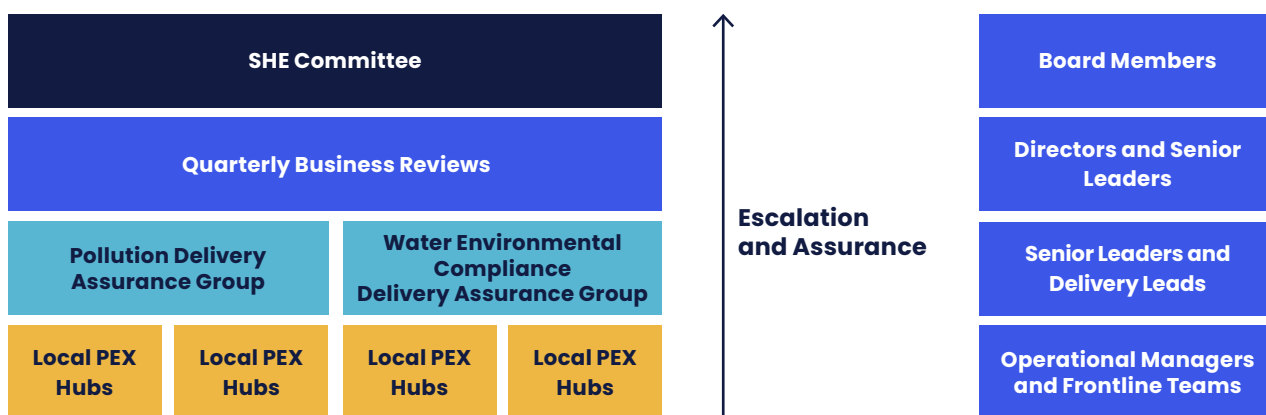 SHE Committee
Board Members
Quarterly Business Reviews
Directors and Senior
Leaders
Escalation
and Assurance
Pollution Delivery
Assurance Group
Water Environmental
Compliance
Delivery Assurance Group
Senior Leaders and
Delivery Leads
Local PEX
Hubs
Local PEX
Hubs
Local PEX
Hubs
Local PEX
Hubs
Operational Managers
and Frontline Teams